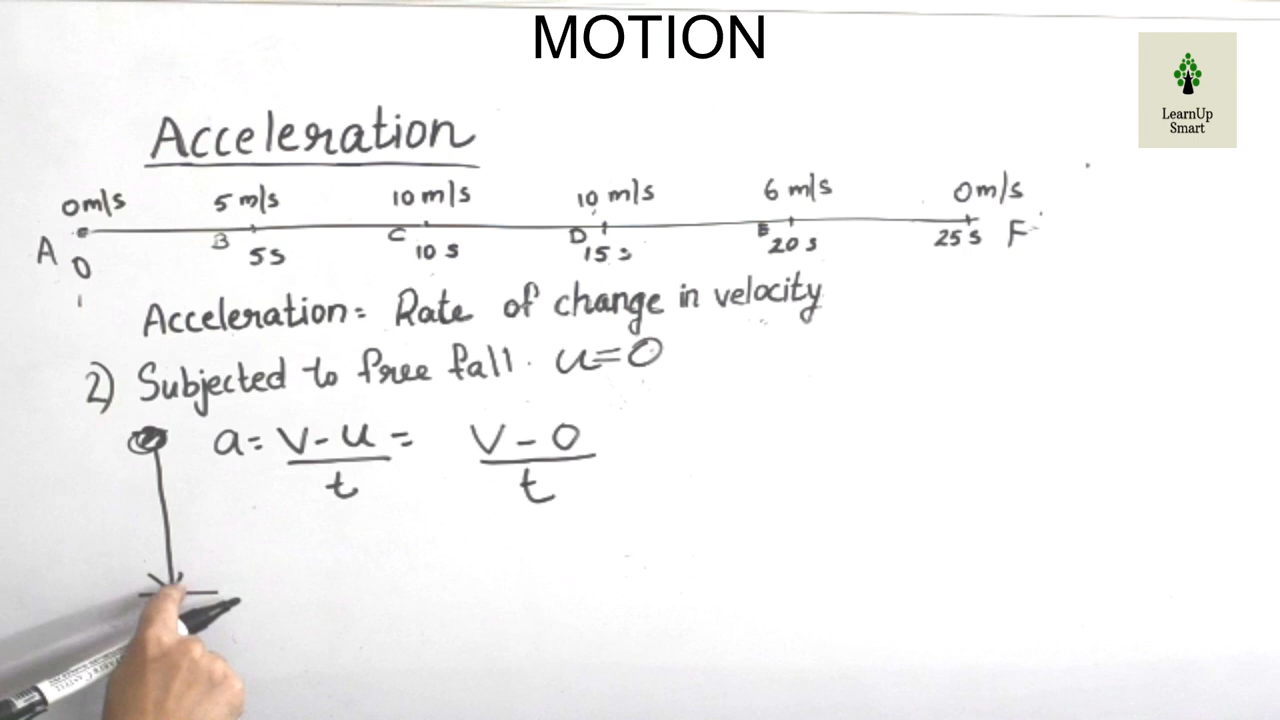 MOTION
LearnUp
Smart
Acceleration
0m/s 5 m/s 10 m/s 10 m/s 6 m/s 0m/s
A B C D E F
0 5s 10 s 15 s 20 s 25 s
Acceleration = Rate of change in velocity
2) Subjected to free fall. u=0
a = V - u = V - 0
t t